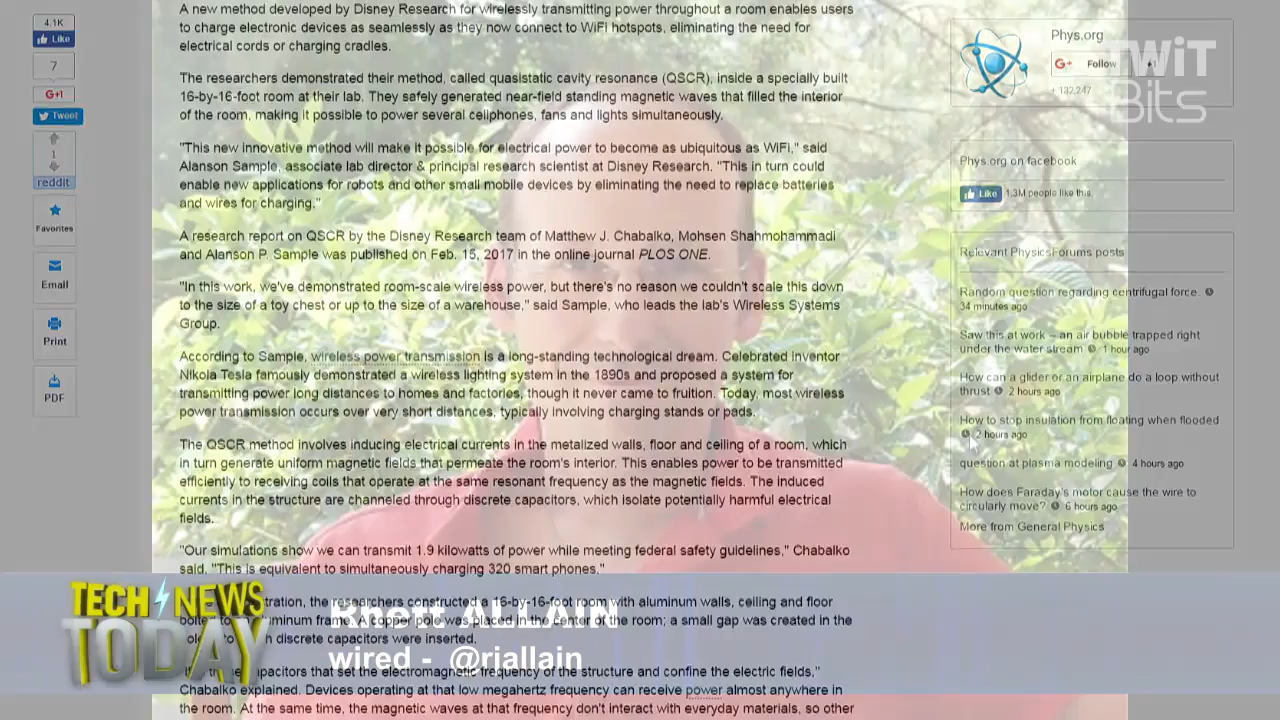 4.1K
Like
7
G+1
Tweet
1
reddit
Favorites
Email
Print
PDF
A new method developed by Disney Research for wirelessly transmitting power throughout a room enables users
to charge electronic devices as seamlessly as they now connect to WiFi hotspots, eliminating the need for
electrical cords or charging cradles.
The researchers demonstrated their method, called quasistatic cavity resonance (QSCR), inside a specially built
16-by-16-foot room at their lab. They safely generated near-field standing magnetic waves that filled the interior
of the room, making it possible to power several cellphones, fans and lights simultaneously.
"This new innovative method will make it possible for electrical power to become as ubiquitous as WiFi," said
Alanson Sample, associate lab director & principal research scientist at Disney Research. "This in turn could
enable new applications for robots and other small mobile devices by eliminating the need to replace batteries
and wires for charging."
A research report on QSCR by the Disney Research team of Matthew J. Chabalko, Mohsen Shahmohammadi
and Alanson P. Sample was published on Feb. 15, 2017 in the online journal PLOS ONE.
"In this work, we've demonstrated room-scale wireless power, but there's no reason we couldn't scale this down
to the size of a toy chest or up to the size of a warehouse," said Sample, who leads the lab's Wireless Systems
Group.
According to Sample, wireless power transmission is a long-standing technological dream. Celebrated inventor
Nikola Tesla famously demonstrated a wireless lighting system in the 1890s and proposed a system for
transmitting power long distances to homes and factories, though it never came to fruition. Today, most wireless
power transmission occurs over very short distances, typically involving charging stands or pads.
The QSCR method involves inducing electrical currents in the metalized walls, floor and ceiling of a room, which
in turn generate uniform magnetic fields that permeate the room's interior. This enables power to be transmitted
efficiently to receiving coils that operate at the same resonant frequency as the magnetic fields. The induced
currents in the structure are channeled through discrete capacitors, which isolate potentially harmful electrical
fields.
"Our simulations show we can transmit 1.9 kilowatts of power while meeting federal safety guidelines," Chabalko
said. "This is equivalent to simultaneously charging 320 smart phones."
the researchers constructed a 16-by-16-foot room with aluminum walls, ceiling and floor
frame. A copper pole was placed in the center of the room; a small gap was created in the
discrete capacitors were inserted.
that set the electromagnetic frequency of the structure and confine the electric fields,"
Chabalko explained. Devices operating at that low megahertz frequency can receive power almost anywhere in
the room. At the same time, the magnetic waves at that frequency don't interact with everyday materials, so other
Phys.org
G+ Follow
+ 132,247
TWiT
Bits
Phys.org on facebook
Like 1.3M people like this.
Relevant PhysicsForums posts
Random question regarding centrifugal force.
34 minutes ago
Saw this at work – an air bubble trapped right
under the water stream 1 hour ago
How can a glider or an airplane do a loop without
thrust 2 hours ago
How to stop insulation from floating when flooded
2 hours ago
question at plasma modeling 4 hours ago
How does Faraday's motor cause the wire to
circularly move? 6 hours ago
More from General Physics
TECH NEWS
TODAY
Rhett ALLAIN
wired - @rjallain